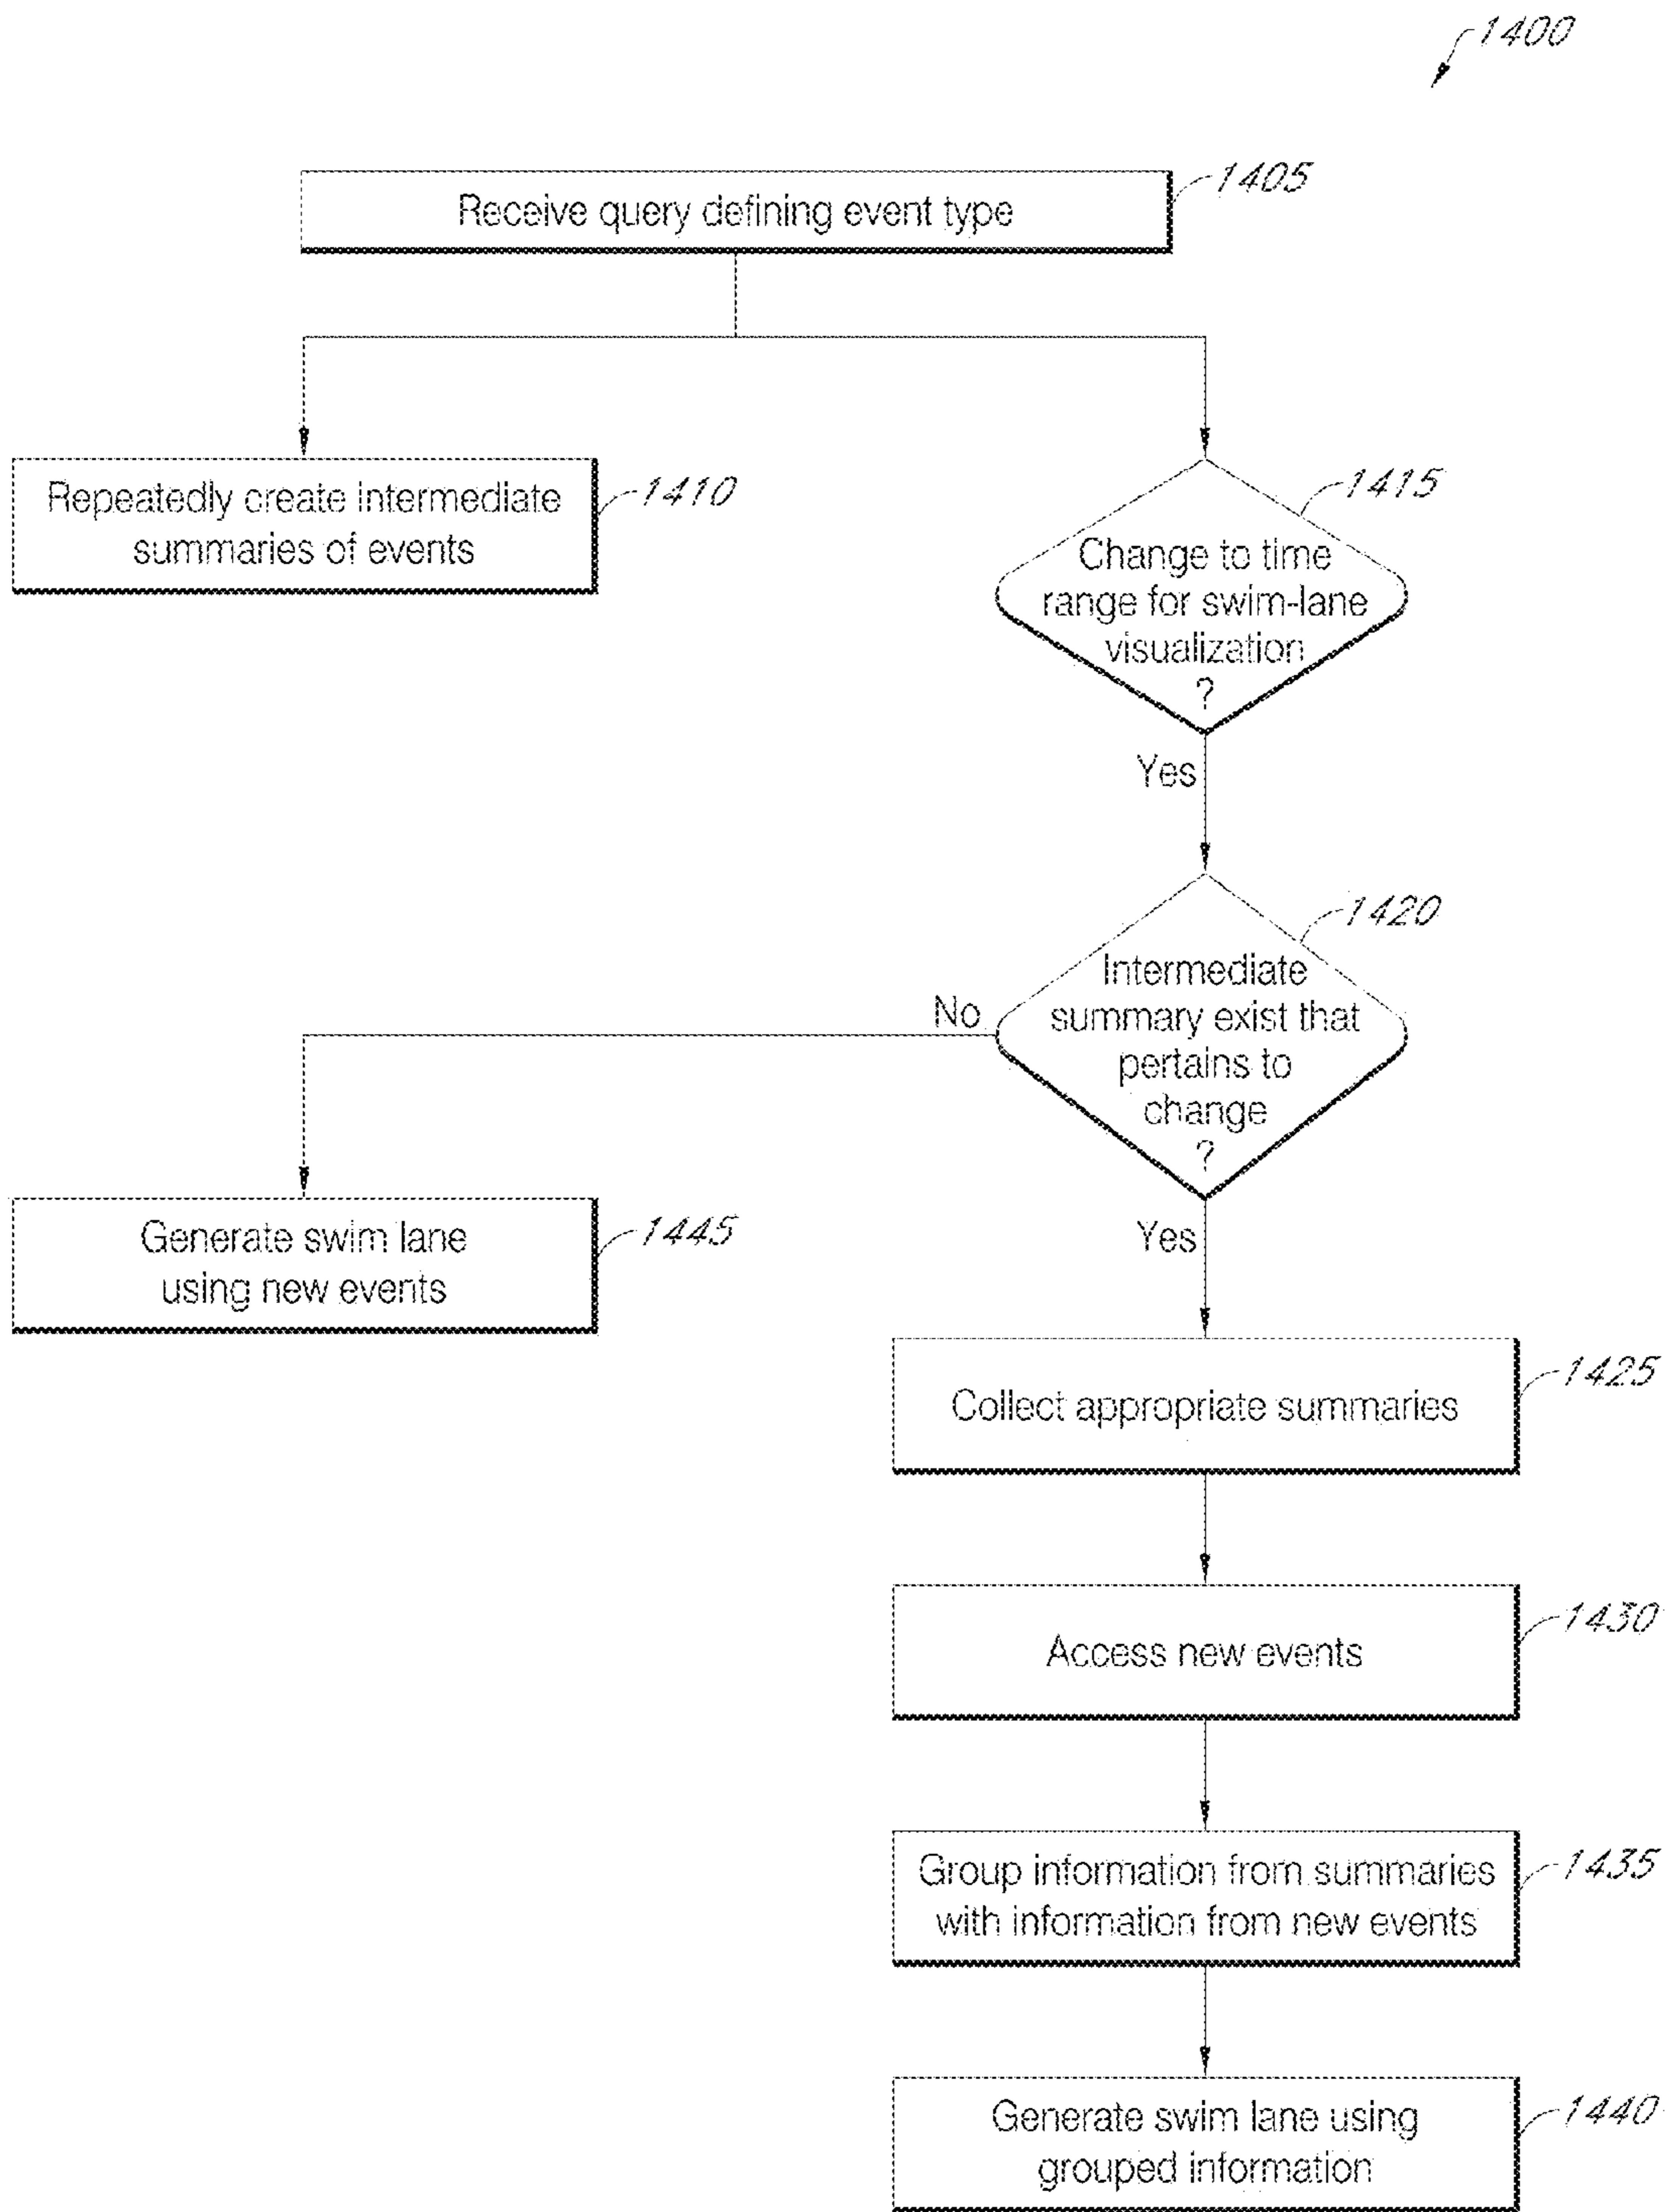 1400
Receive query defining event type
1405
Repeatedly create intermediate
summaries of events
1410
Change to time
range for swim-lane
visualization
?
1415
Yes
Intermediate
summary exist that
pertains to
change
?
1420
No
Yes
Generate swim lane
using new events
1445
Collect appropriate summaries
1425
Access new events
1430
Group information from summaries
with information from new events
1435
Generate swim lane using
grouped information
1440